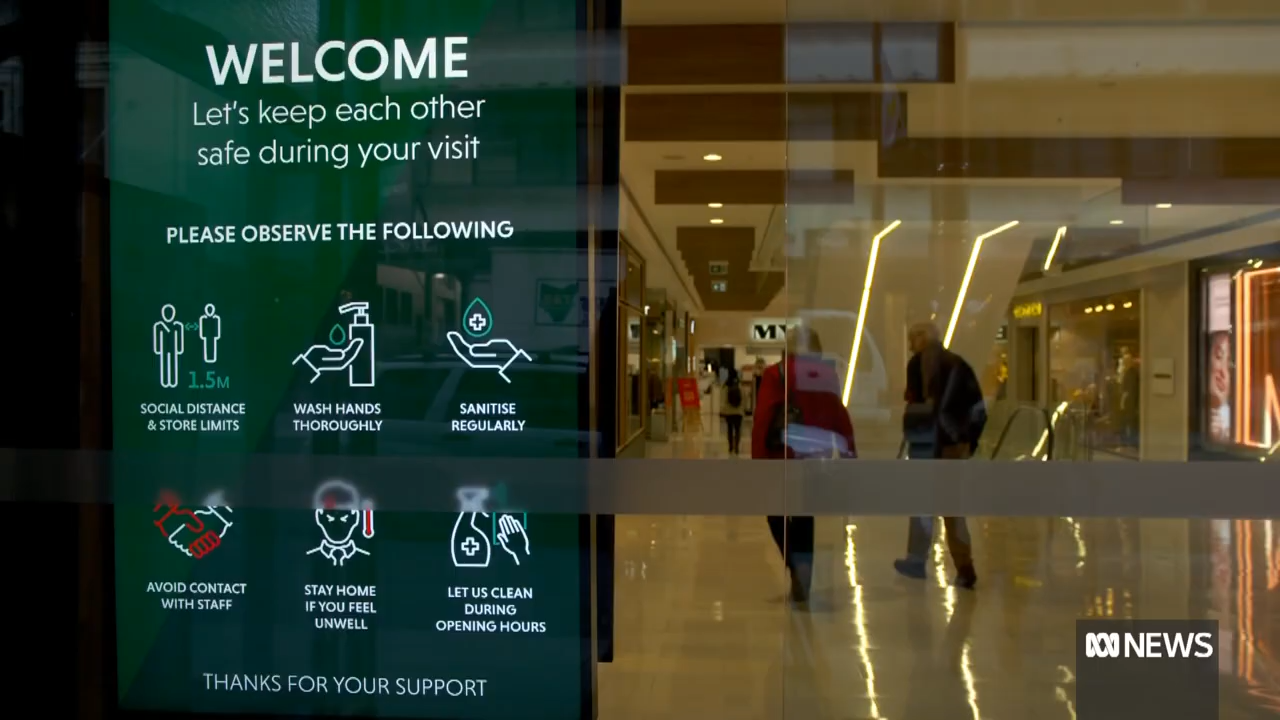 WELCOME
Let's keep each other
safe during your visit
PLEASE OBSERVE THE FOLLOWING
1.5M
SOCIAL DISTANCE
& STORE LIMITS
WASH HANDS
THOROUGHLY
SANITISE
REGULARLY
AVOID CONTACT
WITH STAFF
STAY HOME
IF YOU FEEL
UNWELL
LET US CLEAN
DURING
OPENING HOURS
THANKS FOR YOUR SUPPORT
MY
NEWS